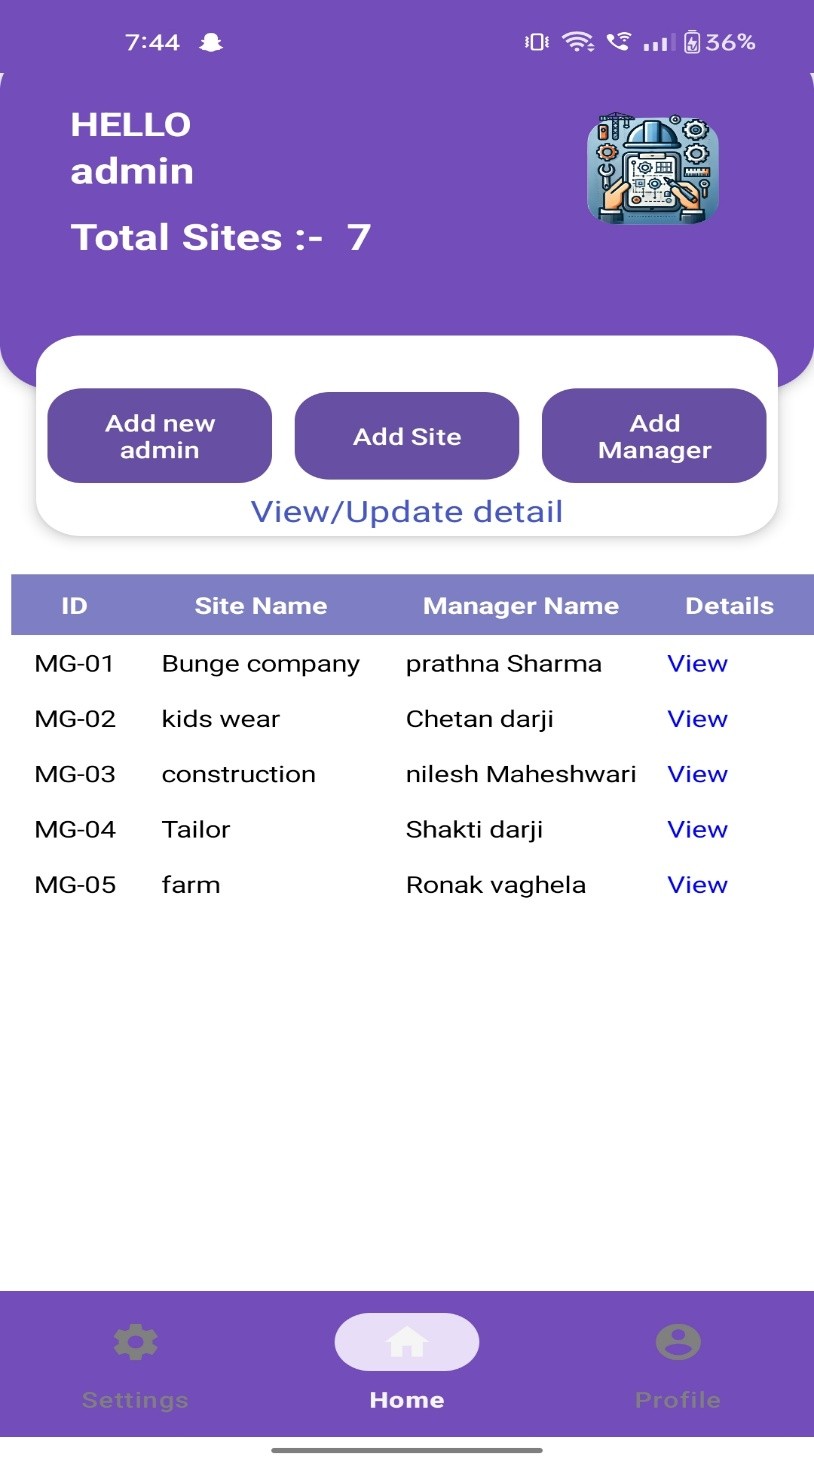 7:44 36%
HELLO
admin
Total Sites :- 7
Add new
admin
Add Site
Add
Manager
View/Update detail
ID Site Name Manager Name Details
MG-01 Bunge company prathna Sharma View
MG-02 kids wear Chetan darji View
MG-03 construction nilesh Maheshwari View
MG-04 Tailor Shakti darji View
MG-05 farm Ronak vaghela View
Settings Home Profile